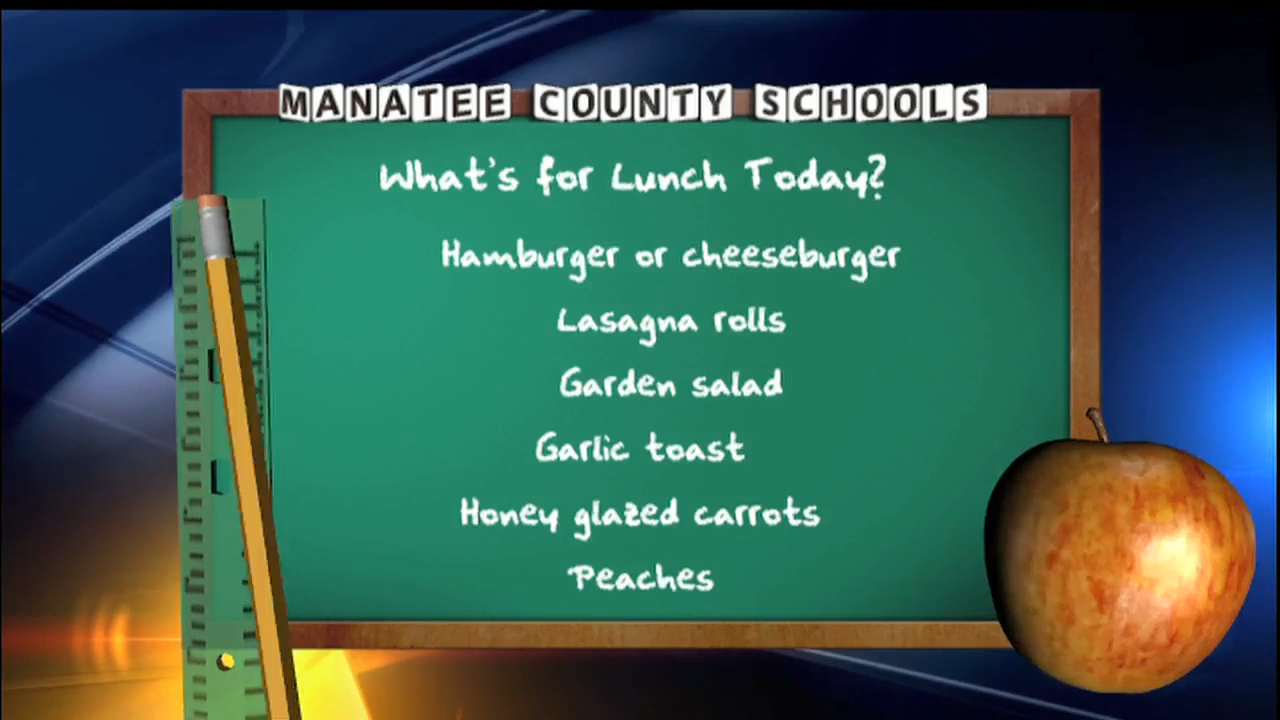 MANATEE COUNTY SCHOOLS
What's for Lunch Today?
Hamburger or cheeseburger
Lasagna rolls
Garden salad
Garlic toast
Honey glazed carrots
Peaches